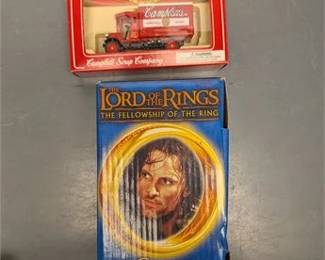 Campbell's
Campbell Soup Company
THE
LORD OF THE RINGS
THE FELLOWSHIP OF THE RING